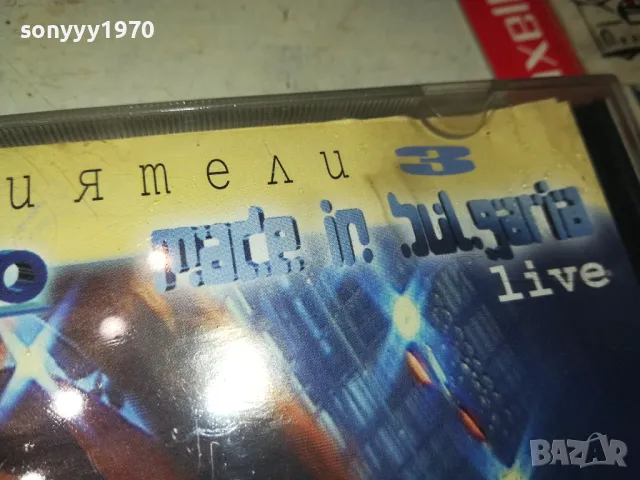 sonyyy1970
иятели 3
made in bulgaria
live
BAZAR